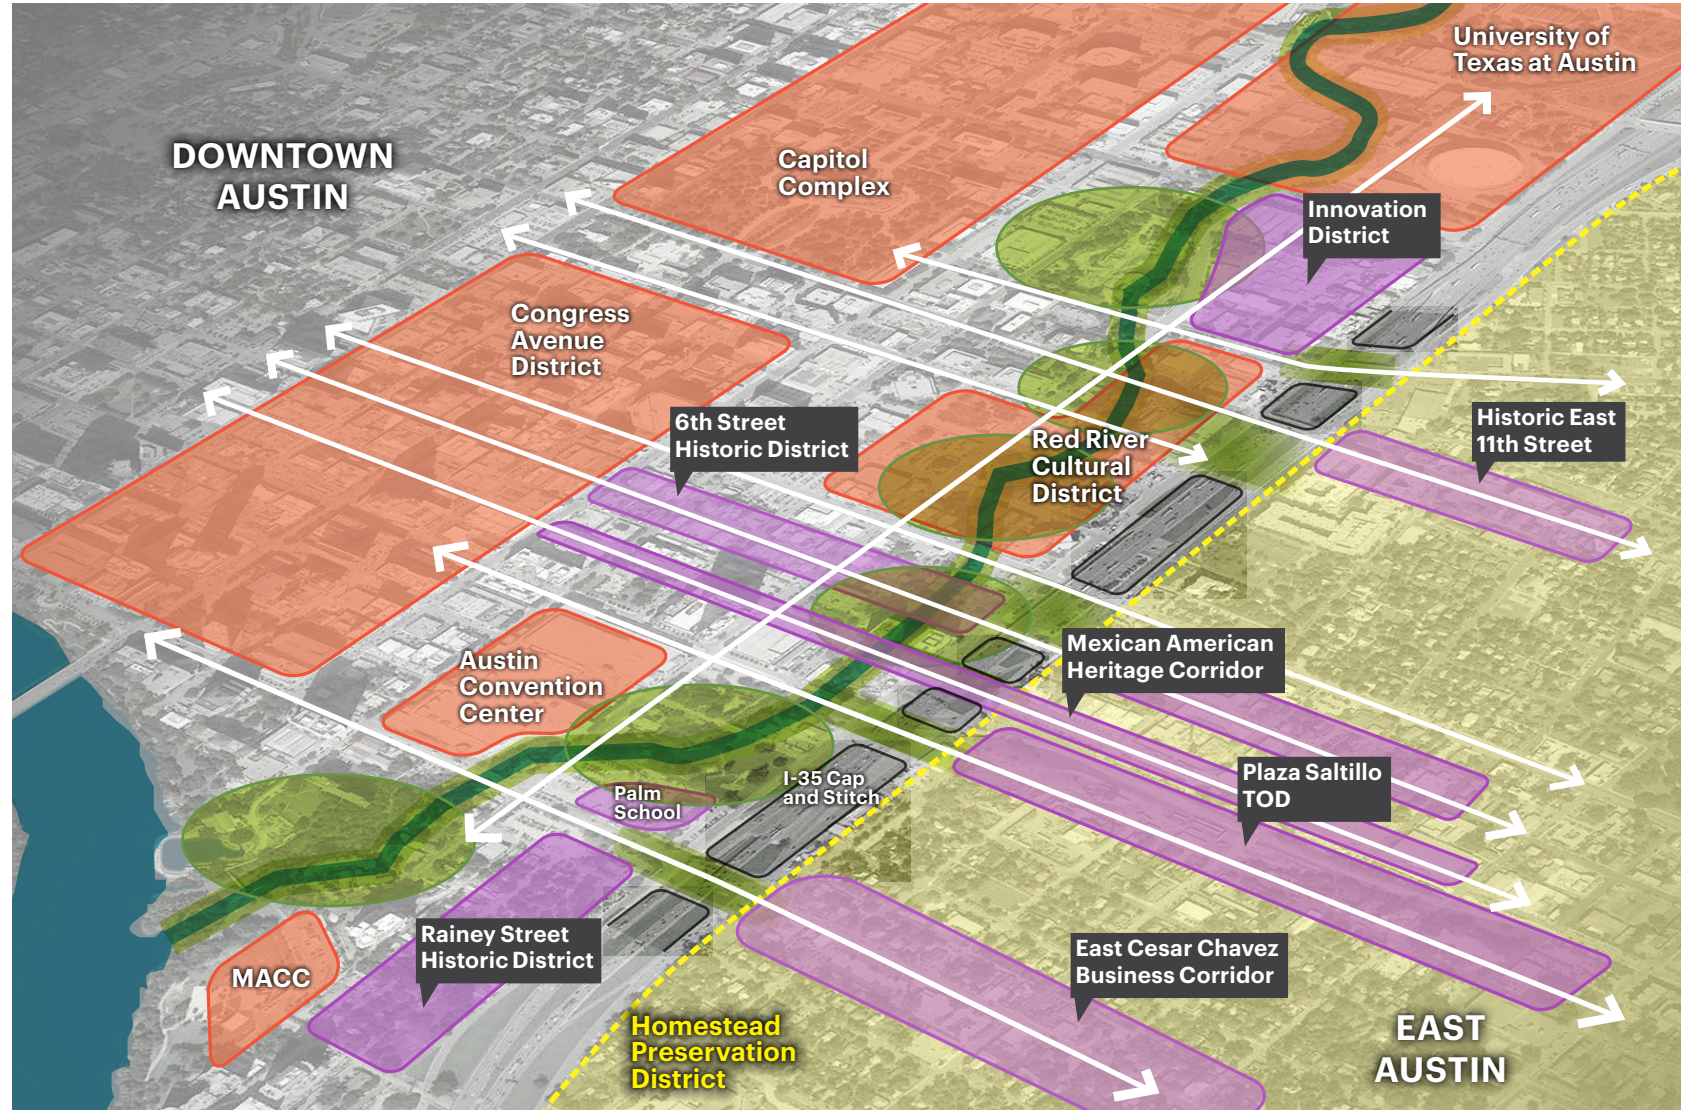 University of
Texas at Austin
DOWNTOWN
AUSTIN
Capitol
Complex
Innovation
District
Congress
Avenue
District
6th Street
Historic District
Red River
Cultural
District
Historic East
11th Street
Mexican American
Heritage Corridor
Austin
Convention
Center
Plaza Saltillo
TOD
I-35 Cap
and Stitch
Palm
School
Rainey Street
Historic District
MACC
East Cesar Chavez
Business Corridor
Homestead
Preservation
District
EAST
AUSTIN